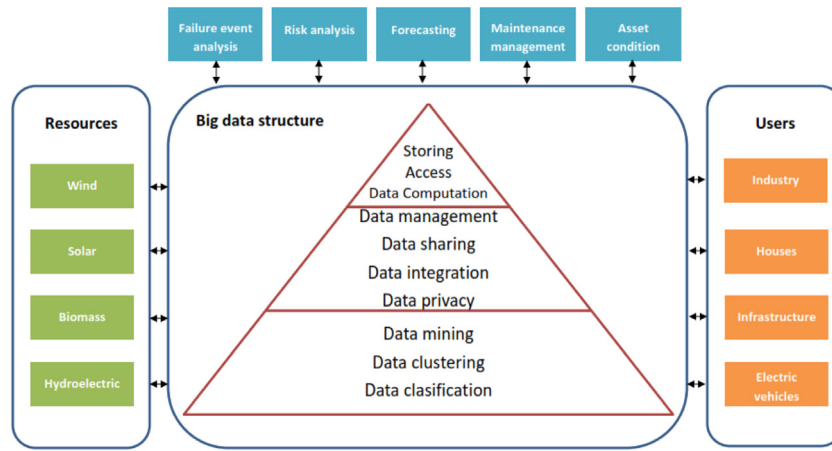 Failure event
analysis
Risk analysis
Forecasting
Maintenance
management
Asset
condition
Resources
Wind
Solar
Biomass
Hydroelectric
Big data structure
Storing
Access
Data Computation
Data management
Data sharing
Data integration
Data privacy
Data mining
Data clustering
Data clasification
Users
Industry
Houses
Infrastructure
Electric
vehicles